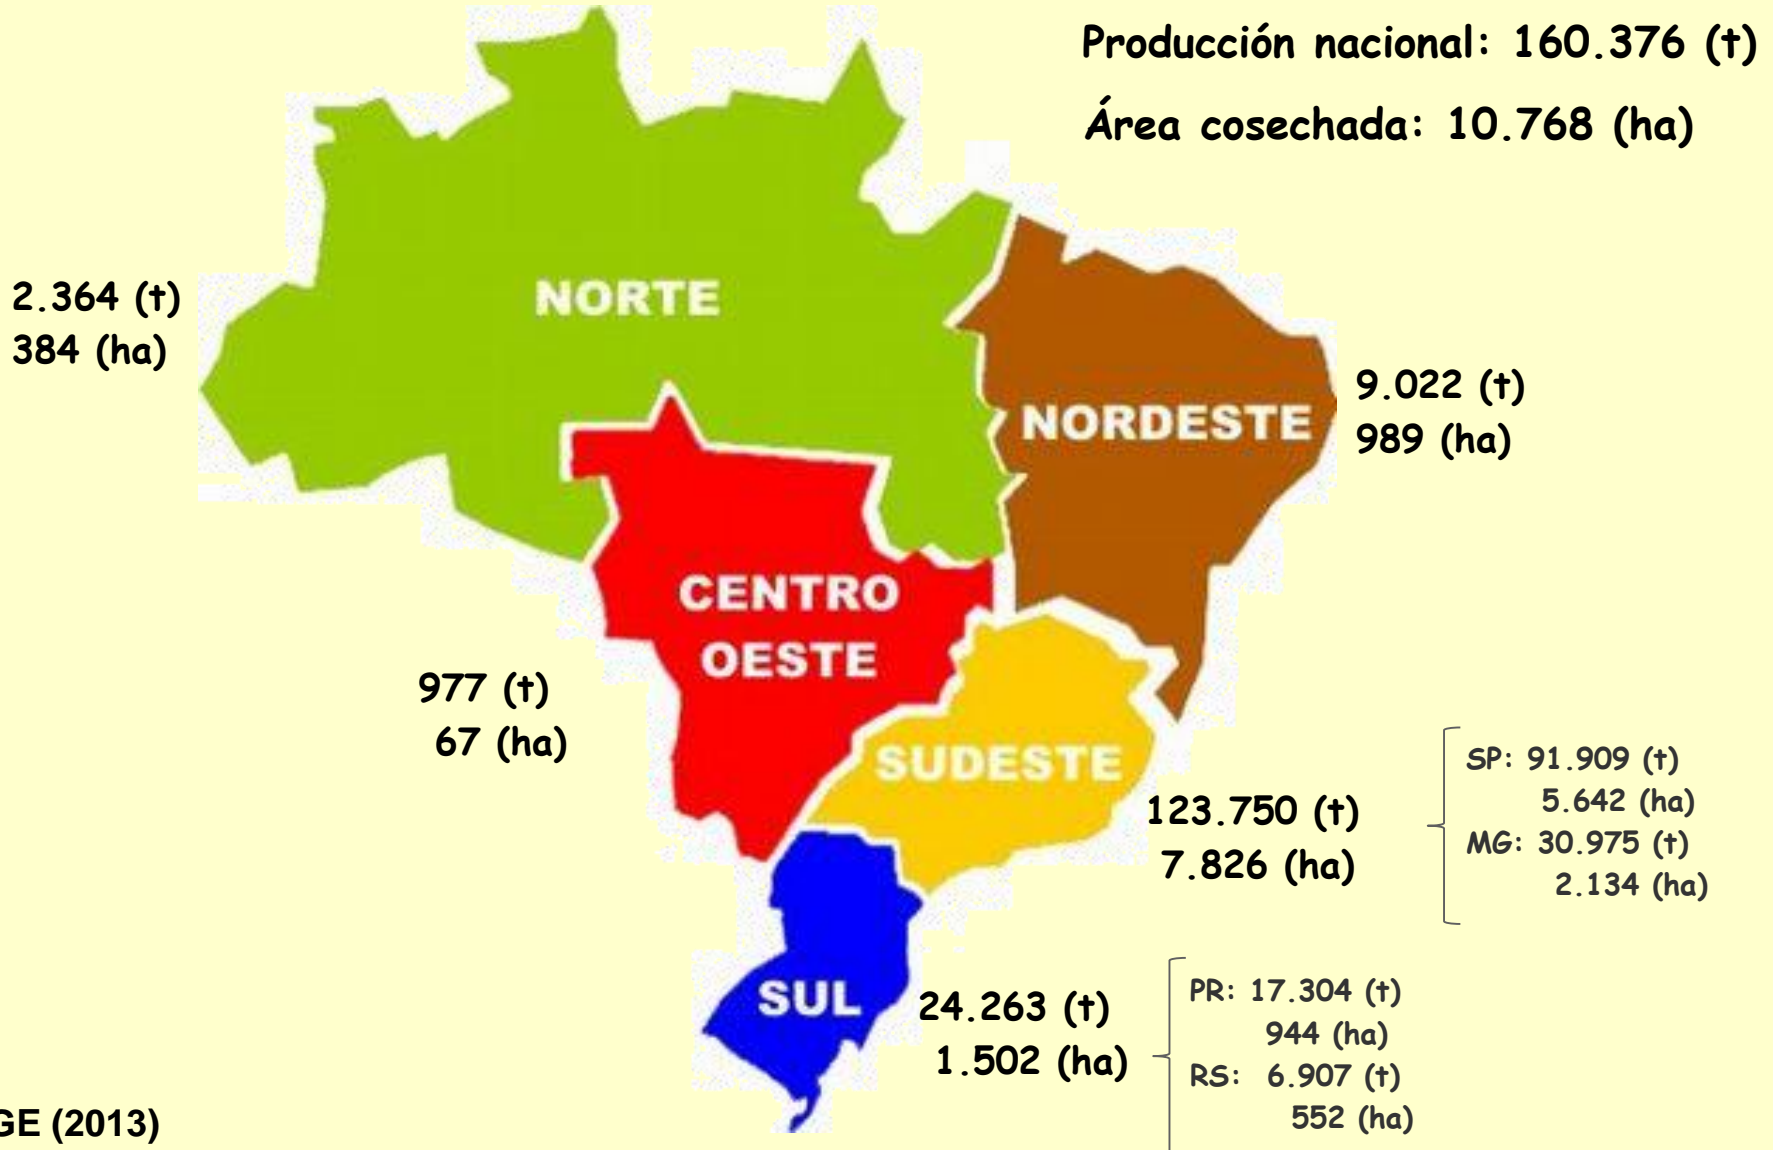 Producción nacional: 160.376 (t)
Área cosechada: 10.768 (ha)
NORTE
2.364 (t)
384 (ha)
NORDESTE
9.022 (t)
989 (ha)
CENTRO
OESTE
977 (t)
67 (ha)
SUDESTE
123.750 (t)
7.826 (ha)
SP: 91.909 (t)
5.642 (ha)
MG: 30.975 (t)
2.134 (ha)
SUL
24.263 (t)
1.502 (ha)
PR: 17.304 (t)
944 (ha)
RS: 6.907 (t)
552 (ha)
GE (2013)